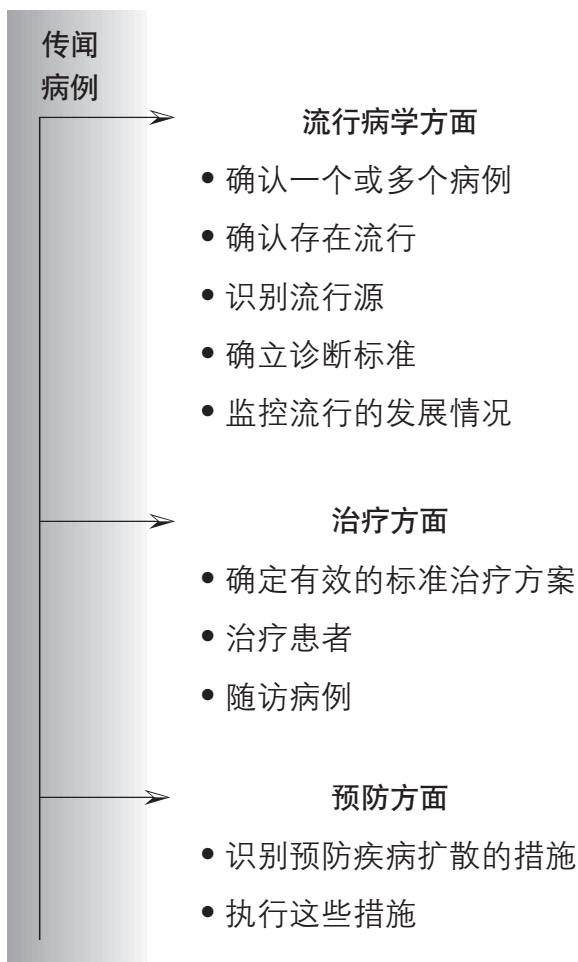 传闻
病例
流行病学方面
• 确认一个或多个病例
• 确认存在流行
• 识别流行源
• 确立诊断标准
• 监控流行的发展情况
治疗方面
• 确定有效的标准治疗方案
• 治疗患者
• 随访病例
预防方面
• 识别预防疾病扩散的措施
• 执行这些措施